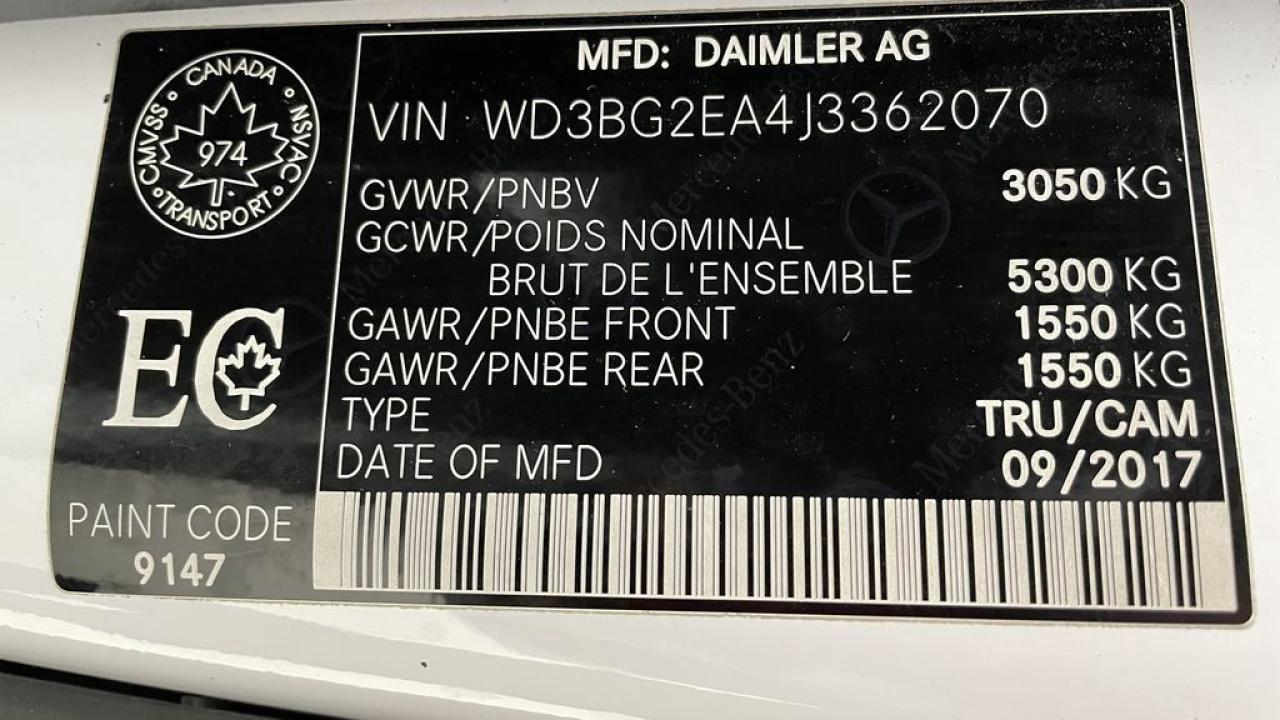 MFD: DAIMLER AG
VIN WD3BG2EA4J3362070
GVWR/PNBV 3050 KG
GCWR/POIDS NOMINAL
BRUT DE L'ENSEMBLE 5300 KG
GAWR/PNBE FRONT 1550 KG
GAWR/PNBE REAR 1550 KG
TYPE TRU/CAM
DATE OF MFD 09/2017
CANADA
NSVAC
TRANSPORT
CMVSS
974
EC
PAINT CODE
9147
Mercedes-Benz